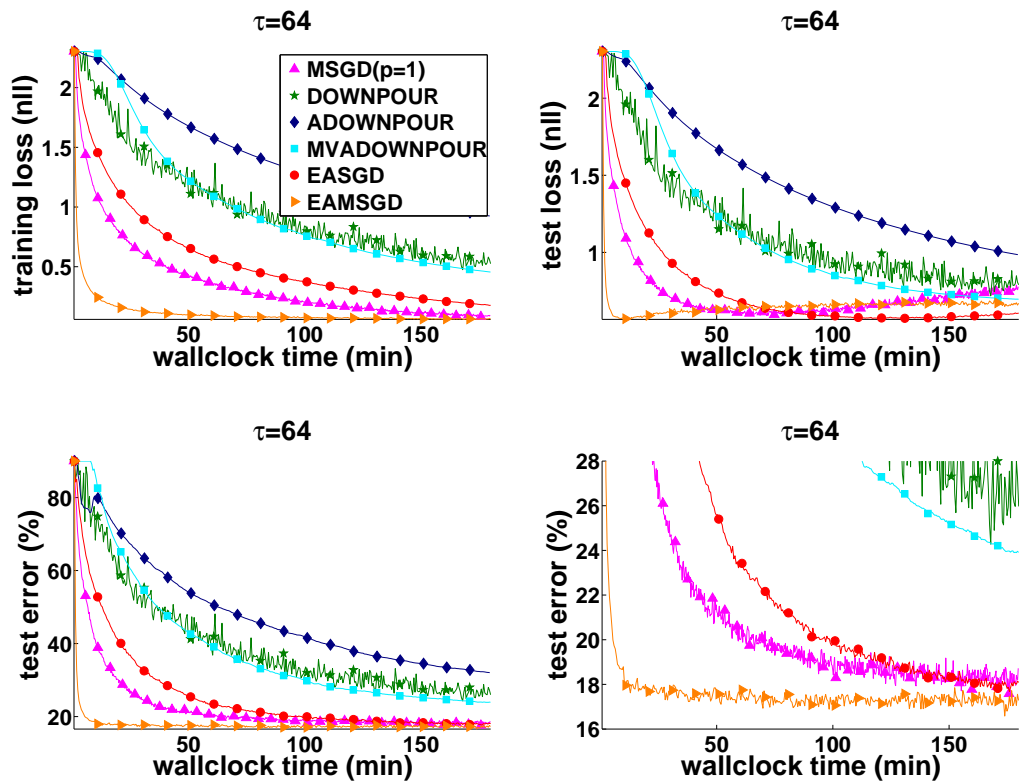 τ=64
training loss (nll)
2
1.5
1
0.5
50
100
150
wallclock time (min)
MSGD(p=1)
DOWNPOUR
ADOWNPOUR
MVADOWNPOUR
EASGD
EAMSGD
τ=64
test loss (nll)
2
1.5
1
50
100
150
wallclock time (min)
τ=64
test error (%)
80
60
40
20
50
100
150
wallclock time (min)
τ=64
test error (%)
28
26
24
22
20
18
16
50
100
150
wallclock time (min)